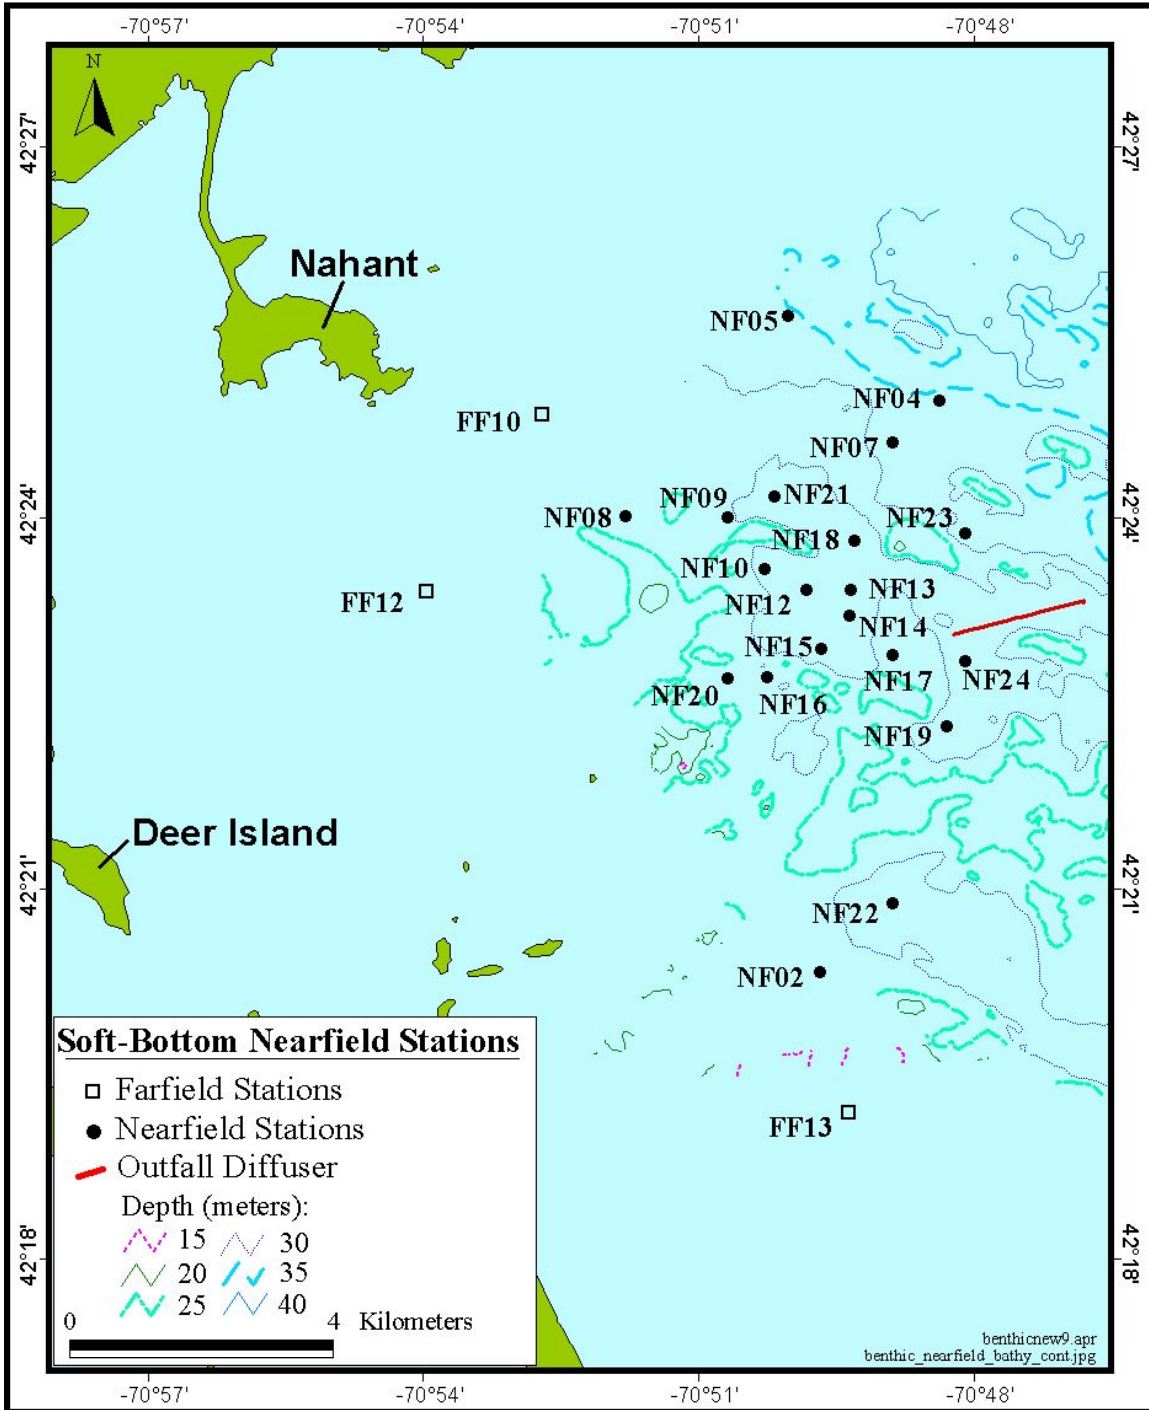 -70°57' -70°54' -70°51' -70°48'
N
42°27' 42°27'
Nahant
NF05
NF04
FF10
NF07
NF21
NF09
NF08 NF23
42°24' 42°24'
NF18
NF10
FF12 NF12 NF13
NF14
NF15
NF17 NF24
NF20 NF16
NF19
Deer Island
42°21' 42°21'
NF22
NF02
Soft-Bottom Nearfield Stations
Farfield Stations
Nearfield Stations
FF13
Outfall Diffuser
Depth (meters):
15 30
20 35
25 40
42°18' 42°18'
0 4 Kilometers
benthicnew9.apr
benthic_nearfield_bathy_cont.jpg
-70°57' -70°54' -70°51' -70°48'